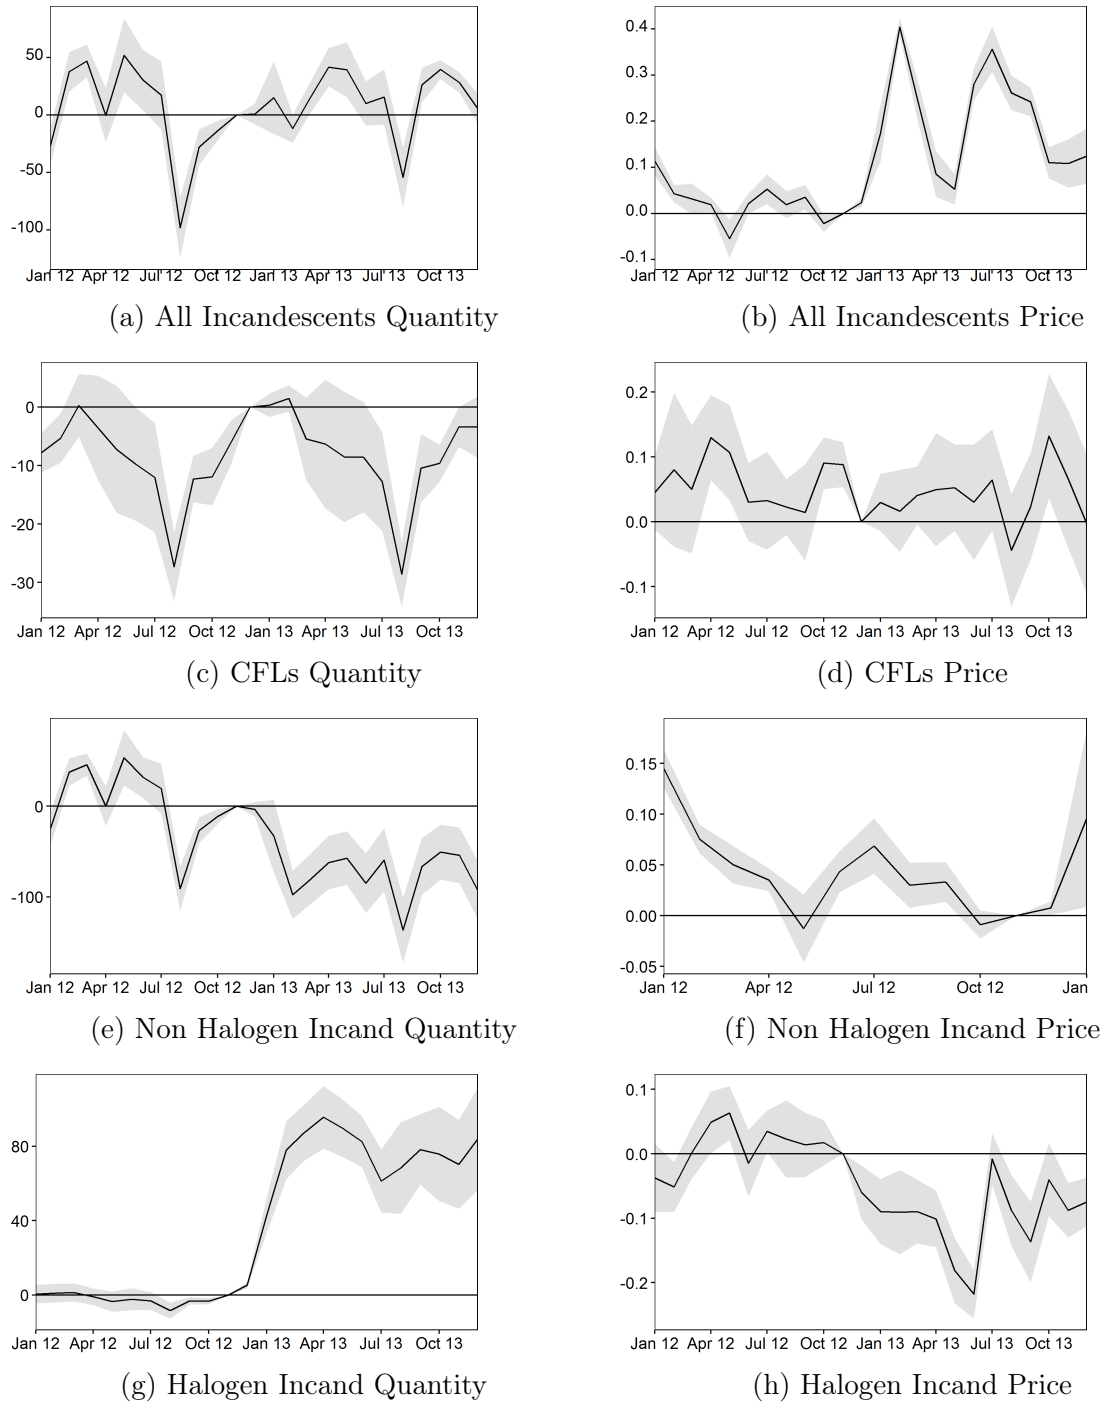 50
0
-50
-100
Jan 12 Apr 12 Jul 12 Oct 12 Jan 13 Apr 13 Jul 13 Oct 13
(a) All Incandescents Quantity
0.4
0.3
0.2
0.1
0.0
-0.1
Jan 12 Apr 12 Jul 12 Oct 12 Jan 13 Apr 13 Jul 13 Oct 13
(b) All Incandescents Price
0
-10
-20
-30
Jan 12 Apr 12 Jul 12 Oct 12 Jan 13 Apr 13 Jul 13 Oct 13
(c) CFLs Quantity
0.2
0.1
0.0
-0.1
Jan 12 Apr 12 Jul 12 Oct 12 Jan 13 Apr 13 Jul 13 Oct 13
(d) CFLs Price
0
-100
Jan 12 Apr 12 Jul 12 Oct 12 Jan 13 Apr 13 Jul 13 Oct 13
(e) Non Halogen Incand Quantity
0.15
0.10
0.05
0.00
-0.05
Jan 12 Apr 12 Jul 12 Oct 12 Jan
(f) Non Halogen Incand Price
80
40
0
Jan 12 Apr 12 Jul 12 Oct 12 Jan 13 Apr 13 Jul 13 Oct 13
(g) Halogen Incand Quantity
0.1
0.0
-0.1
-0.2
Jan 12 Apr 12 Jul 12 Oct 12 Jan 13 Apr 13 Jul 13 Oct 13
(h) Halogen Incand Price